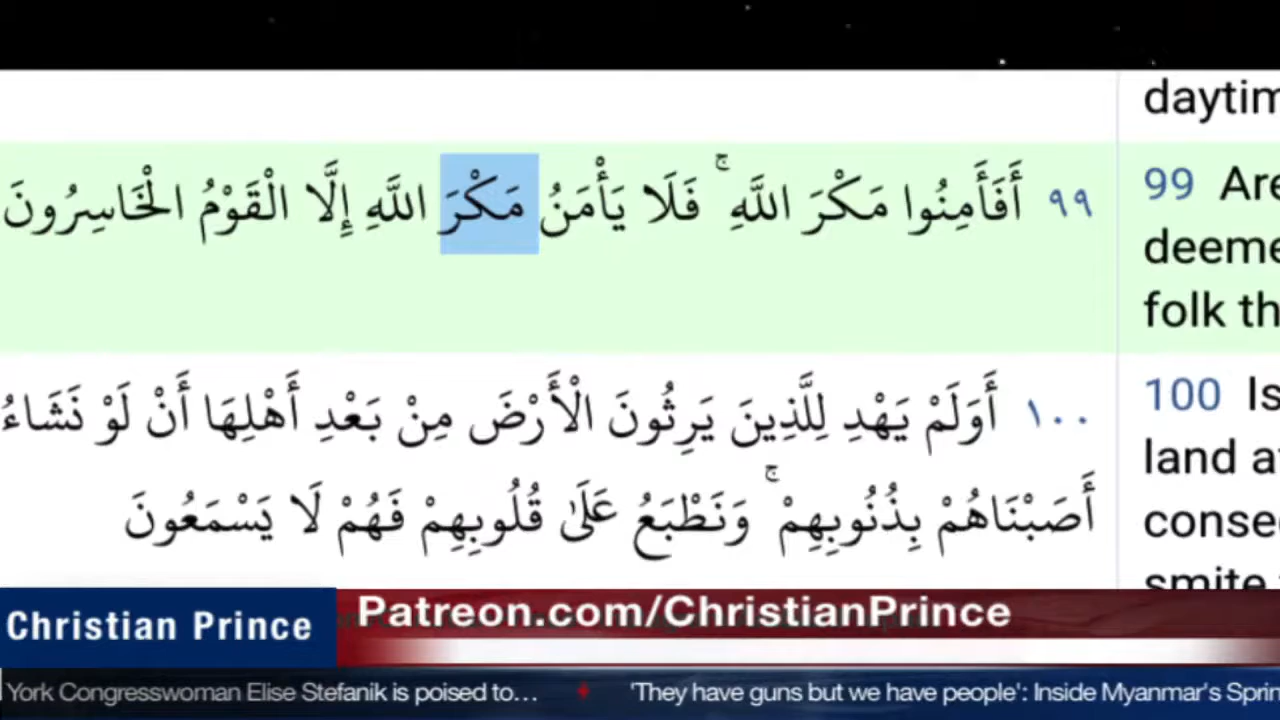 daytim
أَفَأَمِنُوا مَكْرَ اللَّهِ ۚ فَلَا يَأْمَنُ مَكْرَ اللَّهِ إِلَّا الْقَوْمُ الْخَاسِرُونَ ٩٩
99 Are
deeme
folk th
أَوَلَمْ يَهْدِ لِلَّذِينَ يَرِثُونَ الْأَرْضَ مِنْ بَعْدِ أَهْلِهَا أَنْ لَوْ نَشَاءُ ١٠٠
أَصَبْنَاهُمْ بِذُنُوبِهِمْ ۚ وَنَطْبَعُ عَلَىٰ قُلُوبِهِمْ فَهُمْ لَا يَسْمَعُونَ
100 Is
land a
conse
smite
Christian Prince
Patreon.com/ChristianPrince
York Congresswoman Elise Stefanik is poised to… 'They have guns but we have people': Inside Myanmar's Sprin